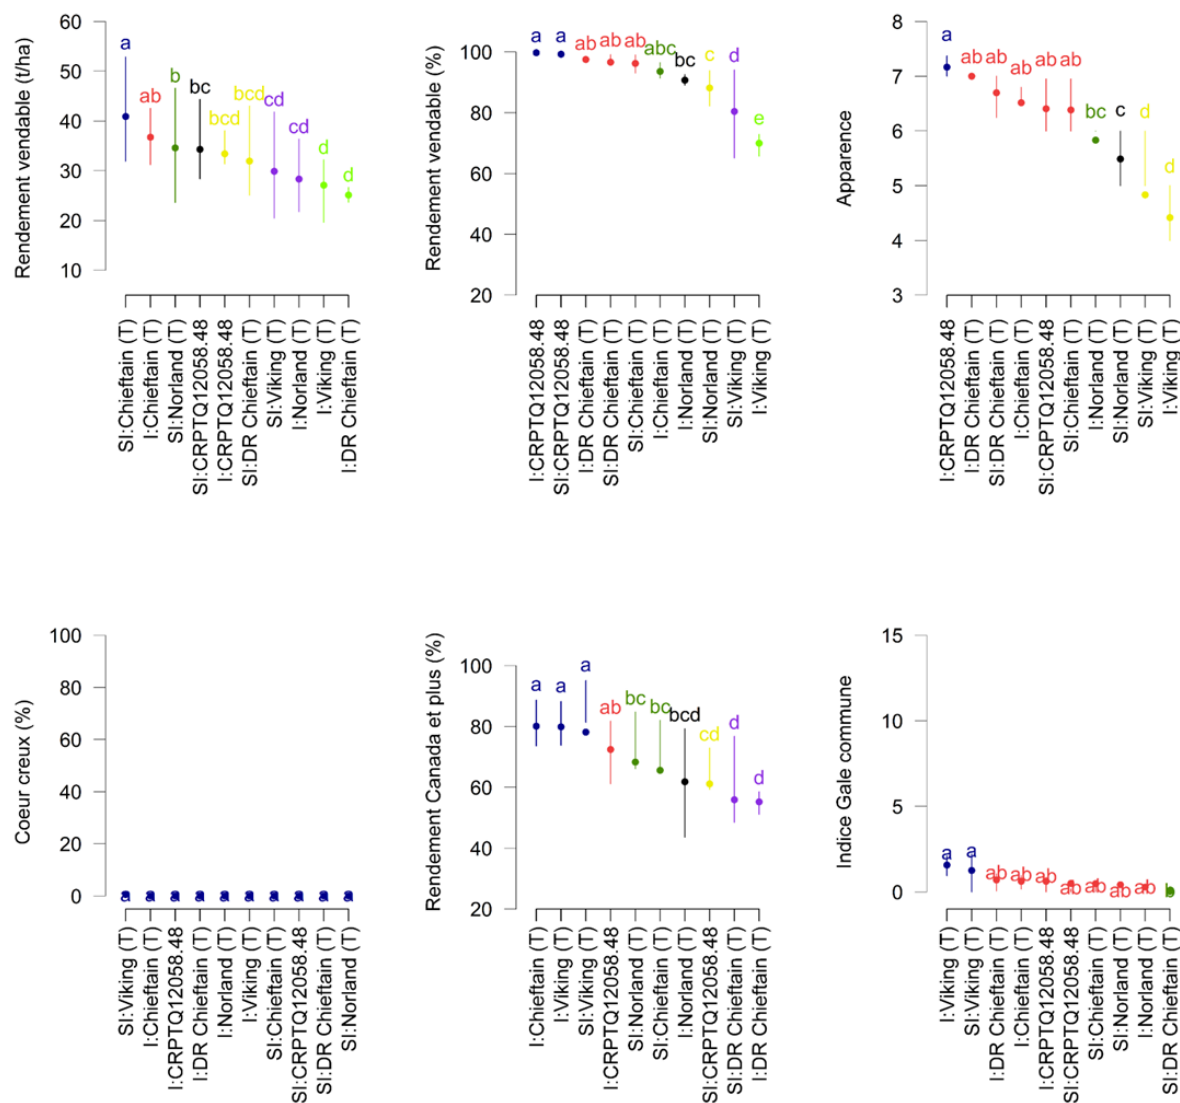 Rendement vendable (t/ha)
60
50
40
30
20
10
a
ab
b
bc
bcd
bcd
cd
cd
d
d
SI:Chieftain (T)
I:Chieftain (T)
SI:Norland (T)
SI:CRPTQ12058.48
I:CRPTQ12058.48
SI:DR Chieftain (T)
SI:Viking (T)
I:Norland (T)
I:Viking (T)
I:DR Chieftain (T)
Rendement vendable (%)
100
80
60
40
20
a
a
ab
ab
ab
abc
bc
c
d
e
I:CRPTQ12058.48
SI:CRPTQ12058.48
I:DR Chieftain (T)
SI:DR Chieftain (T)
SI:Chieftain (T)
I:Chieftain (T)
I:Norland (T)
SI:Norland (T)
SI:Viking (T)
I:Viking (T)
Apparence
8
7
6
5
4
3
a
ab
ab
ab
ab
ab
bc
c
d
d
I:CRPTQ12058.48
I:DR Chieftain (T)
SI:DR Chieftain (T)
I:Chieftain (T)
SI:CRPTQ12058.48
SI:Chieftain (T)
I:Norland (T)
SI:Norland (T)
SI:Viking (T)
I:Viking (T)
Coeur creux (%)
100
80
60
40
20
0
SI:Viking (T)
I:Chieftain (T)
I:CRPTQ12058.48
I:DR Chieftain (T)
I:Norland (T)
I:Viking (T)
SI:Chieftain (T)
SI:CRPTQ12058.48
SI:DR Chieftain (T)
SI:Norland (T)
Rendement Canada et plus (%)
100
80
60
40
20
a
a
a
ab
bc
bc
bcd
cd
d
d
I:Chieftain (T)
I:Viking (T)
SI:Viking (T)
I:CRPTQ12058.48
SI:Norland (T)
SI:Chieftain (T)
I:Norland (T)
SI:CRPTQ12058.48
SI:DR Chieftain (T)
I:DR Chieftain (T)
Indice Gale commune
15
10
5
0
a
a
ab
ab
ab
ab
ab
ab
ab
b
I:Viking (T)
SI:Viking (T)
I:DR Chieftain (T)
I:Chieftain (T)
I:CRPTQ12058.48
SI:CRPTQ12058.48
SI:Chieftain (T)
SI:Norland (T)
I:Norland (T)
SI:DR Chieftain (T)